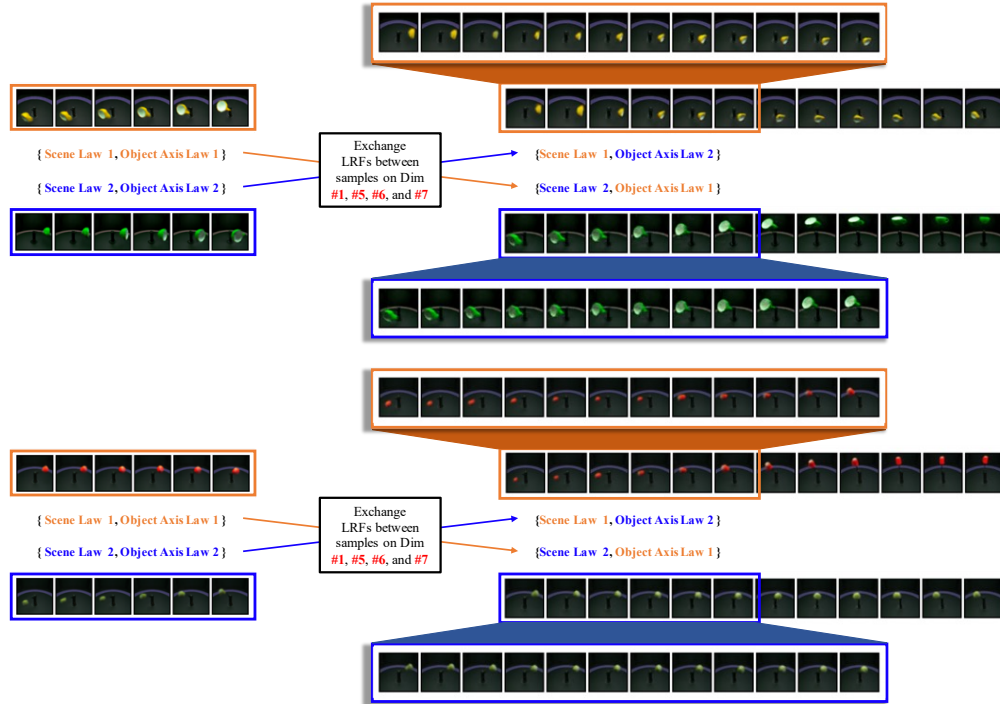 { Scene Law 1, Object Axis Law 1 }
{ Scene Law 2, Object Axis Law 2 }
Exchange
LRFs between
samples on Dim
#1, #5, #6, and #7
{Scene Law 1, Object Axis Law 2 }
{Scene Law 2, Object Axis Law 1 }
{ Scene Law 1, Object Axis Law 1 }
{ Scene Law 2, Object Axis Law 2 }
Exchange
LRFs between
samples on Dim
#1, #5, #6, and #7
{Scene Law 1, Object Axis Law 2 }
{Scene Law 2, Object Axis Law 1 }